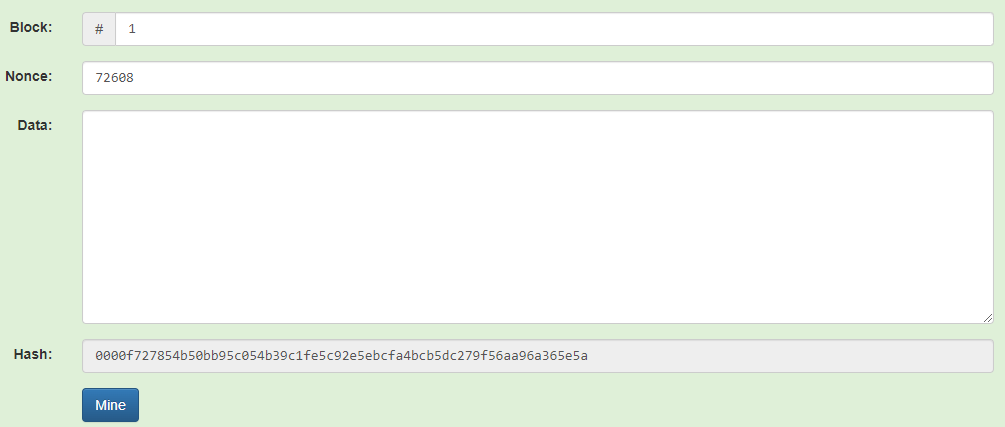 Block: # 1
Nonce: 72608
Data:
Hash: 0000f727854b50bb95c054b39c1fe5c92e5ebcfa4bcb5dc279f56aa96a365e5a
Mine